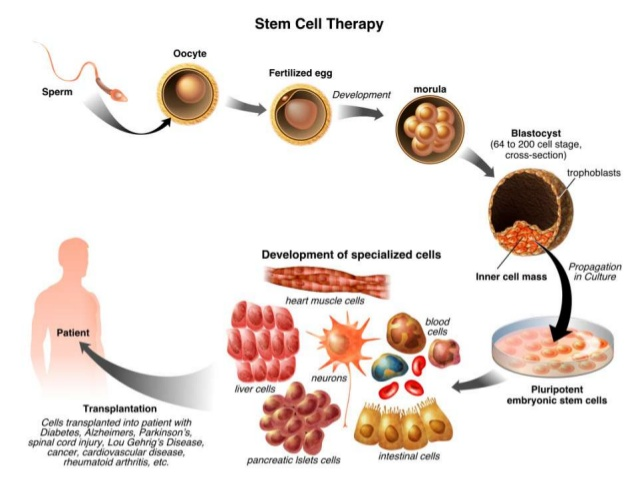 Stem Cell Therapy
Oocyte
Sperm
Fertilized egg
Development
morula
Blastocyst
(64 to 200 cell stage,
cross-section)
trophoblasts
Inner cell mass
Propagation
in Culture
Pluripotent
embryonic stem cells
Development of specialized cells
heart muscle cells
blood
cells
neurons
liver cells
pancreatic Islets cells
intestinal cells
Patient
Transplantation
Cells transplanted into patient with
Diabetes, Alzheimers, Parkinson's,
spinal cord injury, Lou Gehrig's Disease,
cancer, cardiovascular disease,
rheumatoid arthritis, etc.